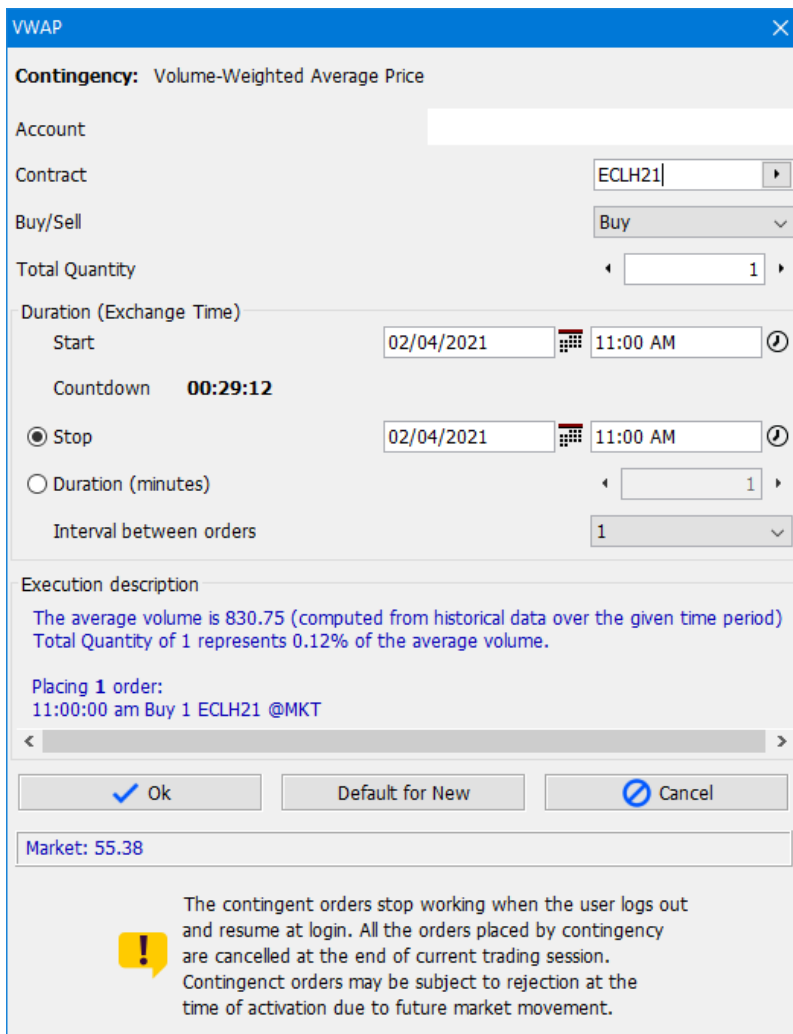 VWAP
Contingency: Volume-Weighted Average Price
Account
Contract ECLH21
Buy/Sell Buy
Total Quantity 1
Duration (Exchange Time)
Start 02/04/2021 11:00 AM
Countdown 00:29:12
Stop 02/04/2021 11:00 AM
Duration (minutes) 1
Interval between orders 1
Execution description
The average volume is 830.75 (computed from historical data over the given time period)
Total Quantity of 1 represents 0.12% of the average volume.
Placing 1 order:
11:00:00 am Buy 1 ECLH21 @MKT
Ok Default for New Cancel
Market: 55.38
The contingent orders stop working when the user logs out
and resume at login. All the orders placed by contingency
are cancelled at the end of current trading session.
Contingenct orders may be subject to rejection at the
time of activation due to future market movement.